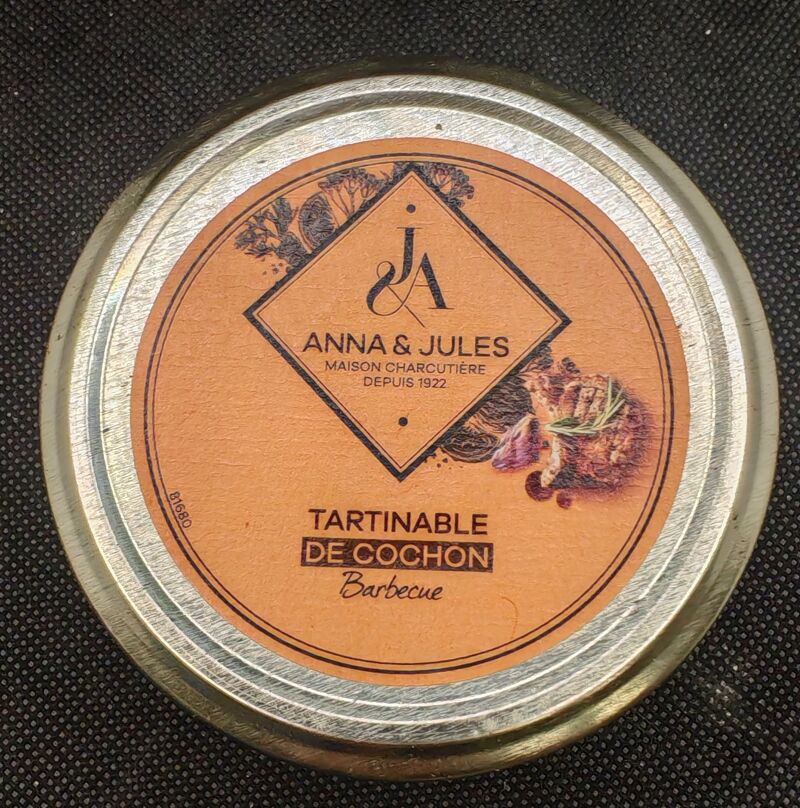 J&A
ANNA & JULES
MAISON CHARCUTIÈRE
DEPUIS 1922
81680
TARTINABLE
DE COCHON
Barbecue